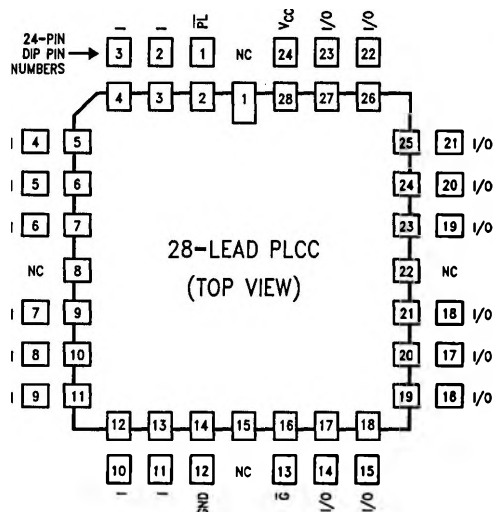 I I PL VCC I/O I/O
24-PIN
DIP PIN
NUMBERS
3 2 1 NC 24 23 22
4 3 2 1 28 27 26
I 4 5 25 21 I/O
I 5 6 24 20 I/O
I 6 7 23 19 I/O
28-LEAD PLCC
NC 8 22 NC
(TOP VIEW)
I 7 9 21 18 I/O
I 8 10 20 17 I/O
I 9 11 19 16 I/O
12 13 14 15 16 17 18
10 11 12 NC 13 14 15
I I GND G I/O I/O